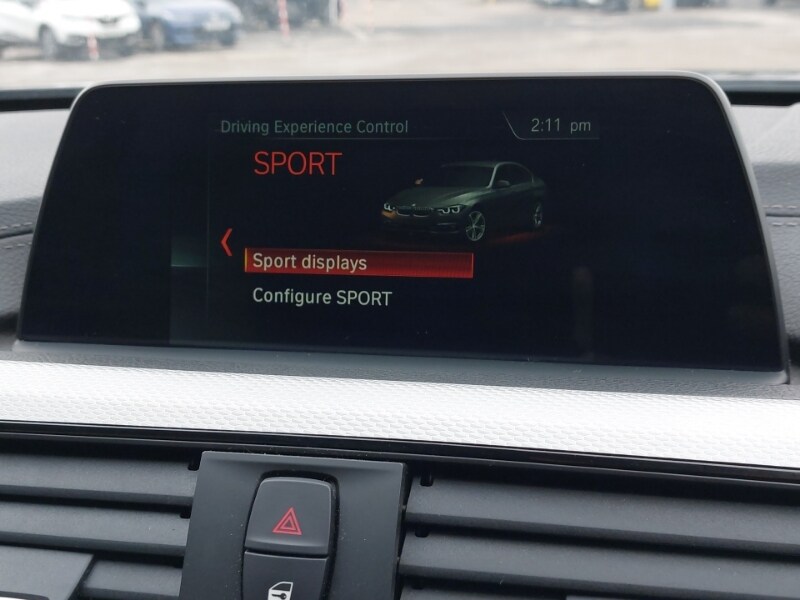 Driving Experience Control
2:11 pm
SPORT
Sport displays
Configure SPORT